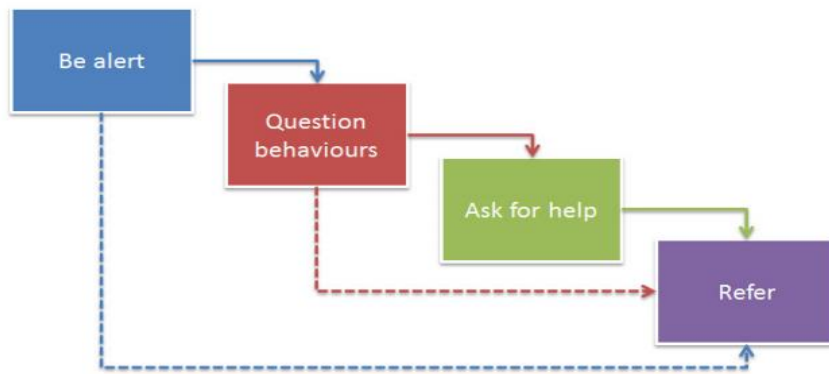 Be alert
Question
behaviours
Ask for help
Refer